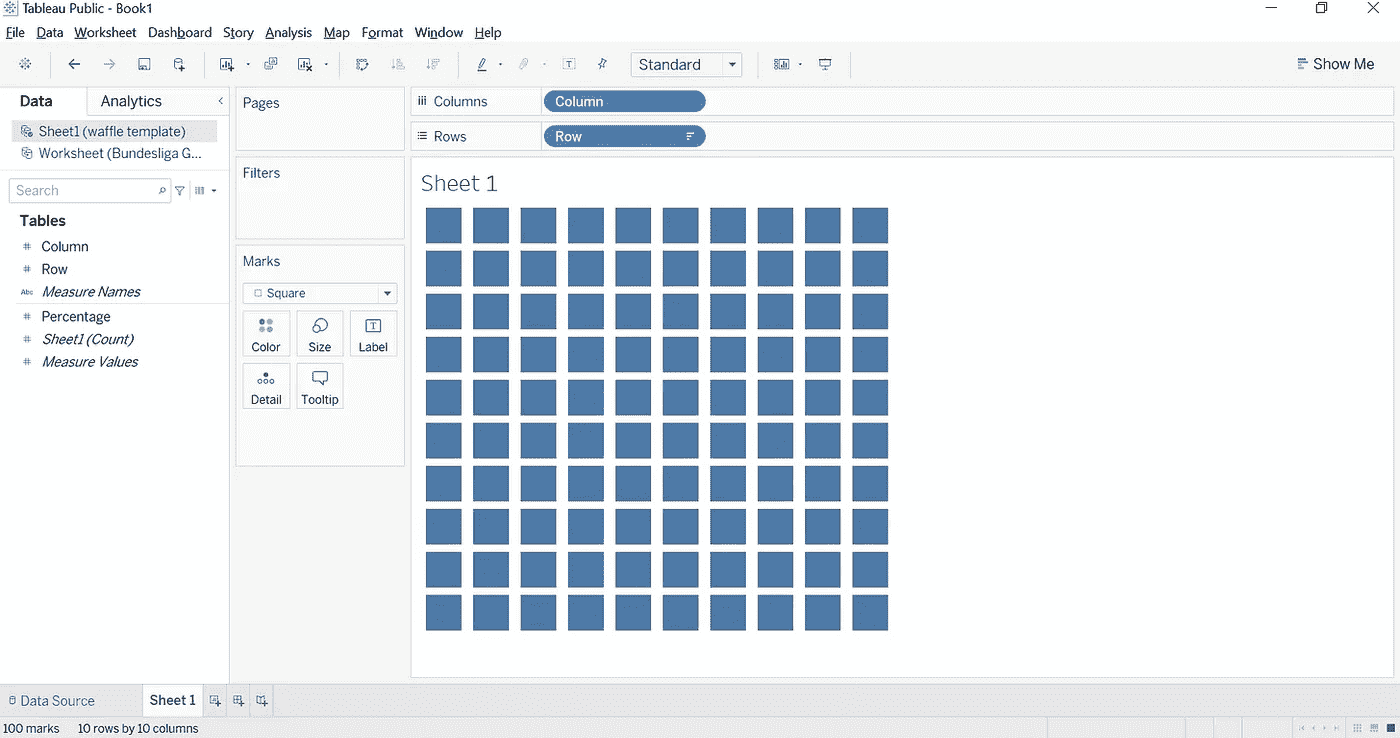 Tableau Public - Book1
File Data Worksheet Dashboard Story Analysis Map Format Window Help
Standard
Show Me
Data Analytics
Sheet1 (waffle template)
Worksheet (Bundesliga G...
Search
Tables
# Column
# Row
Abc Measure Names
# Percentage
# Sheet1 (Count)
# Measure Values
Pages
Filters
Marks
Square
Color Size Label
Detail Tooltip
Columns Column
Rows Row
Sheet 1
Data Source Sheet 1
100 marks 10 rows by 10 columns